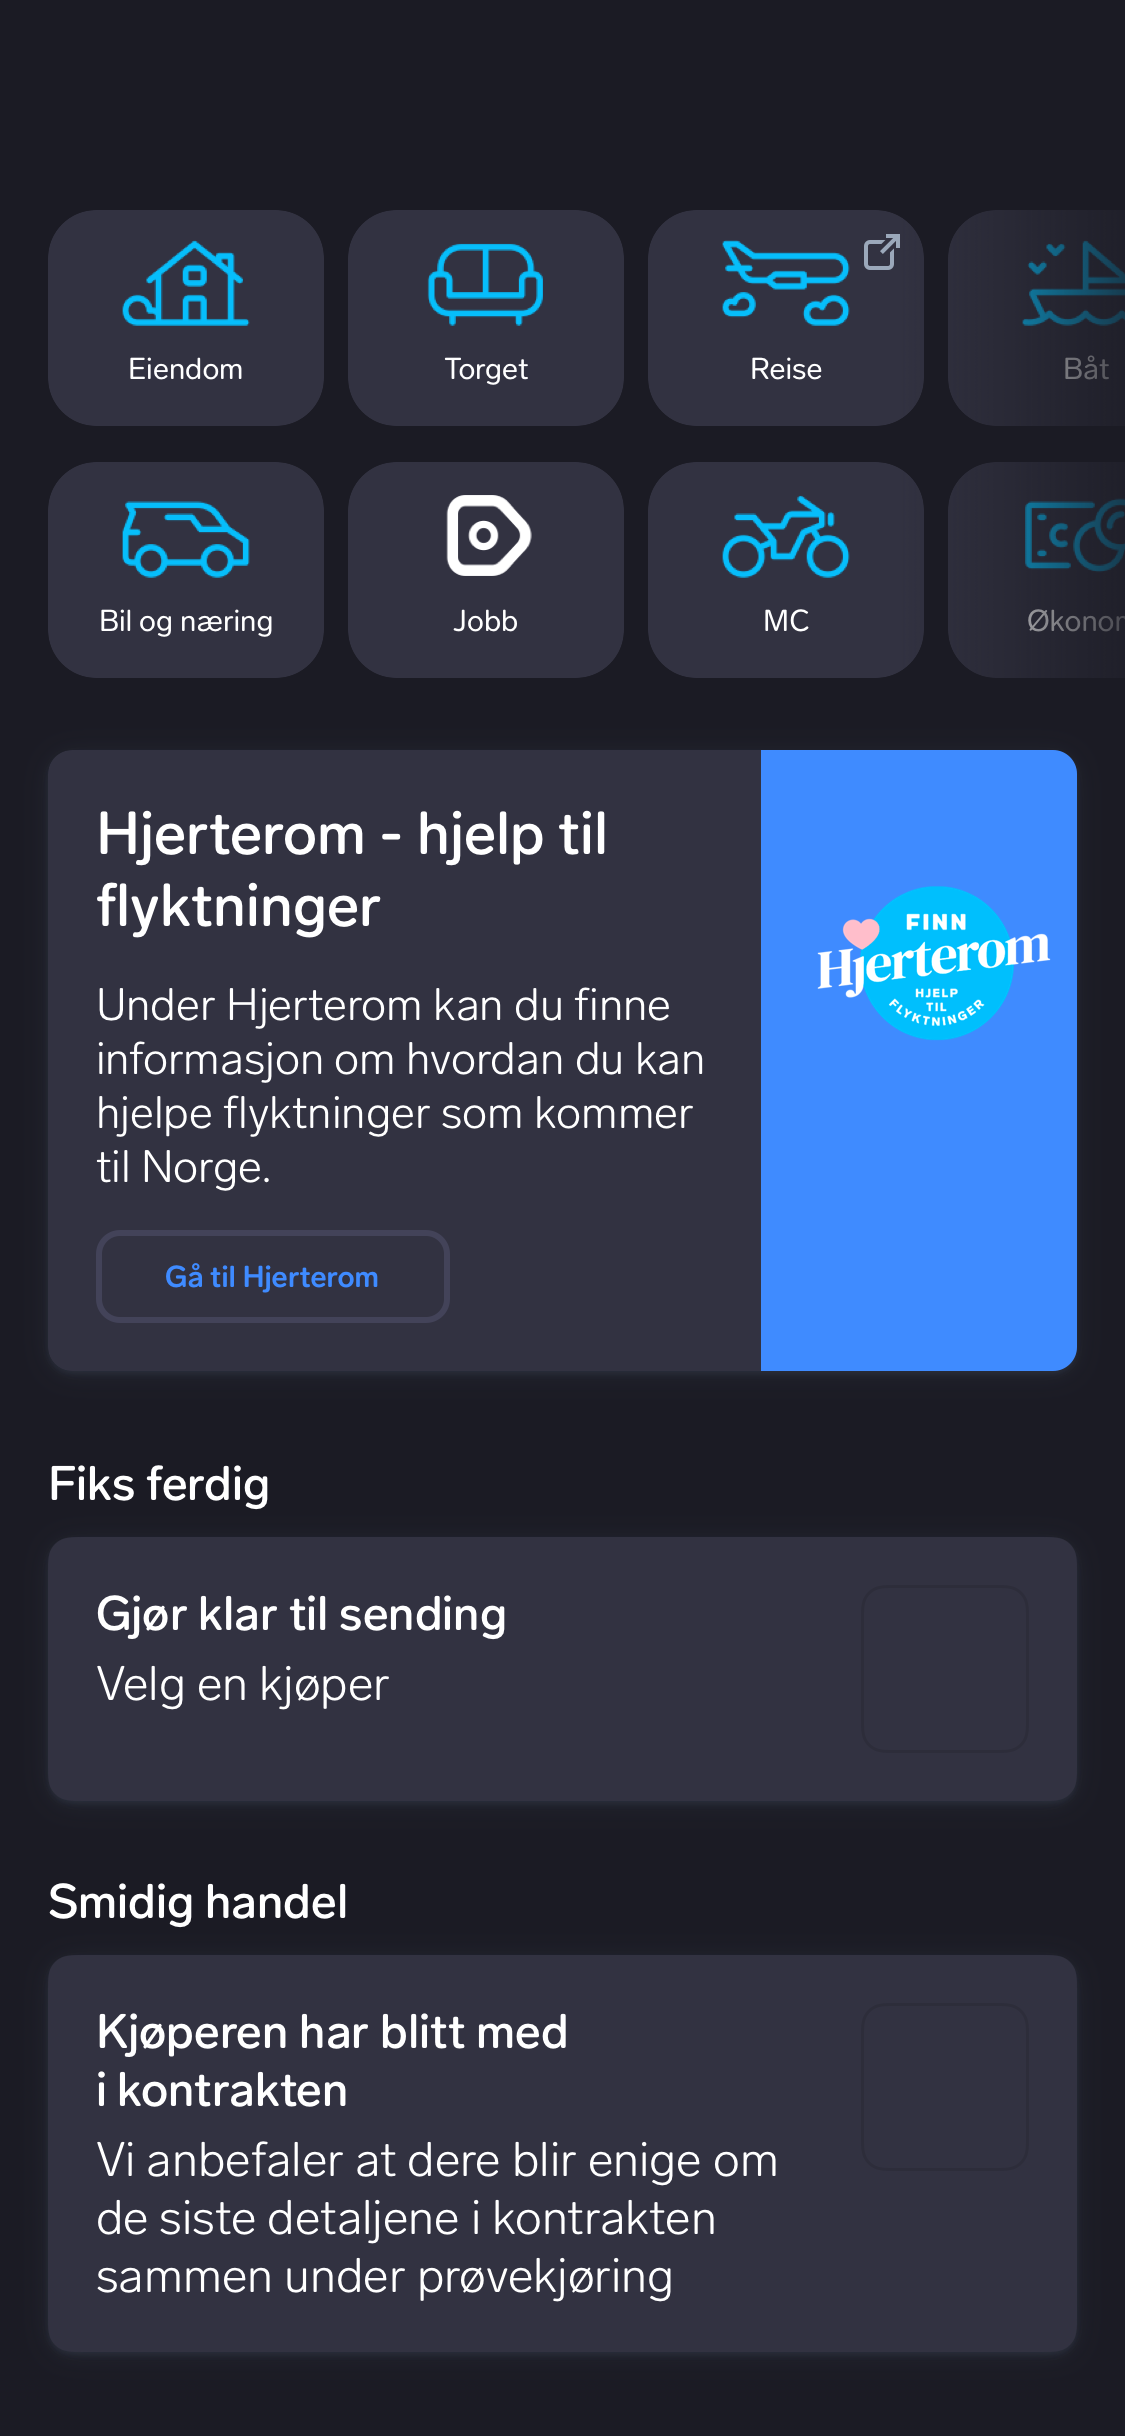 Eiendom
Torget
Reise
Båt
Bil og næring
Jobb
MC
Økonom
Hjerterom - hjelp til
flyktninger
Under Hjerterom kan du finne
informasjon om hvordan du kan
hjelpe flyktninger som kommer
til Norge.
Gå til Hjerterom
FINN
Hjerterom
HJELP
TIL
FLYKTNINGER
Fiks ferdig
Gjør klar til sending
Velg en kjøper
Smidig handel
Kjøperen har blitt med
i kontrakten
Vi anbefaler at dere blir enige om
de siste detaljene i kontrakten
sammen under prøvekjøring